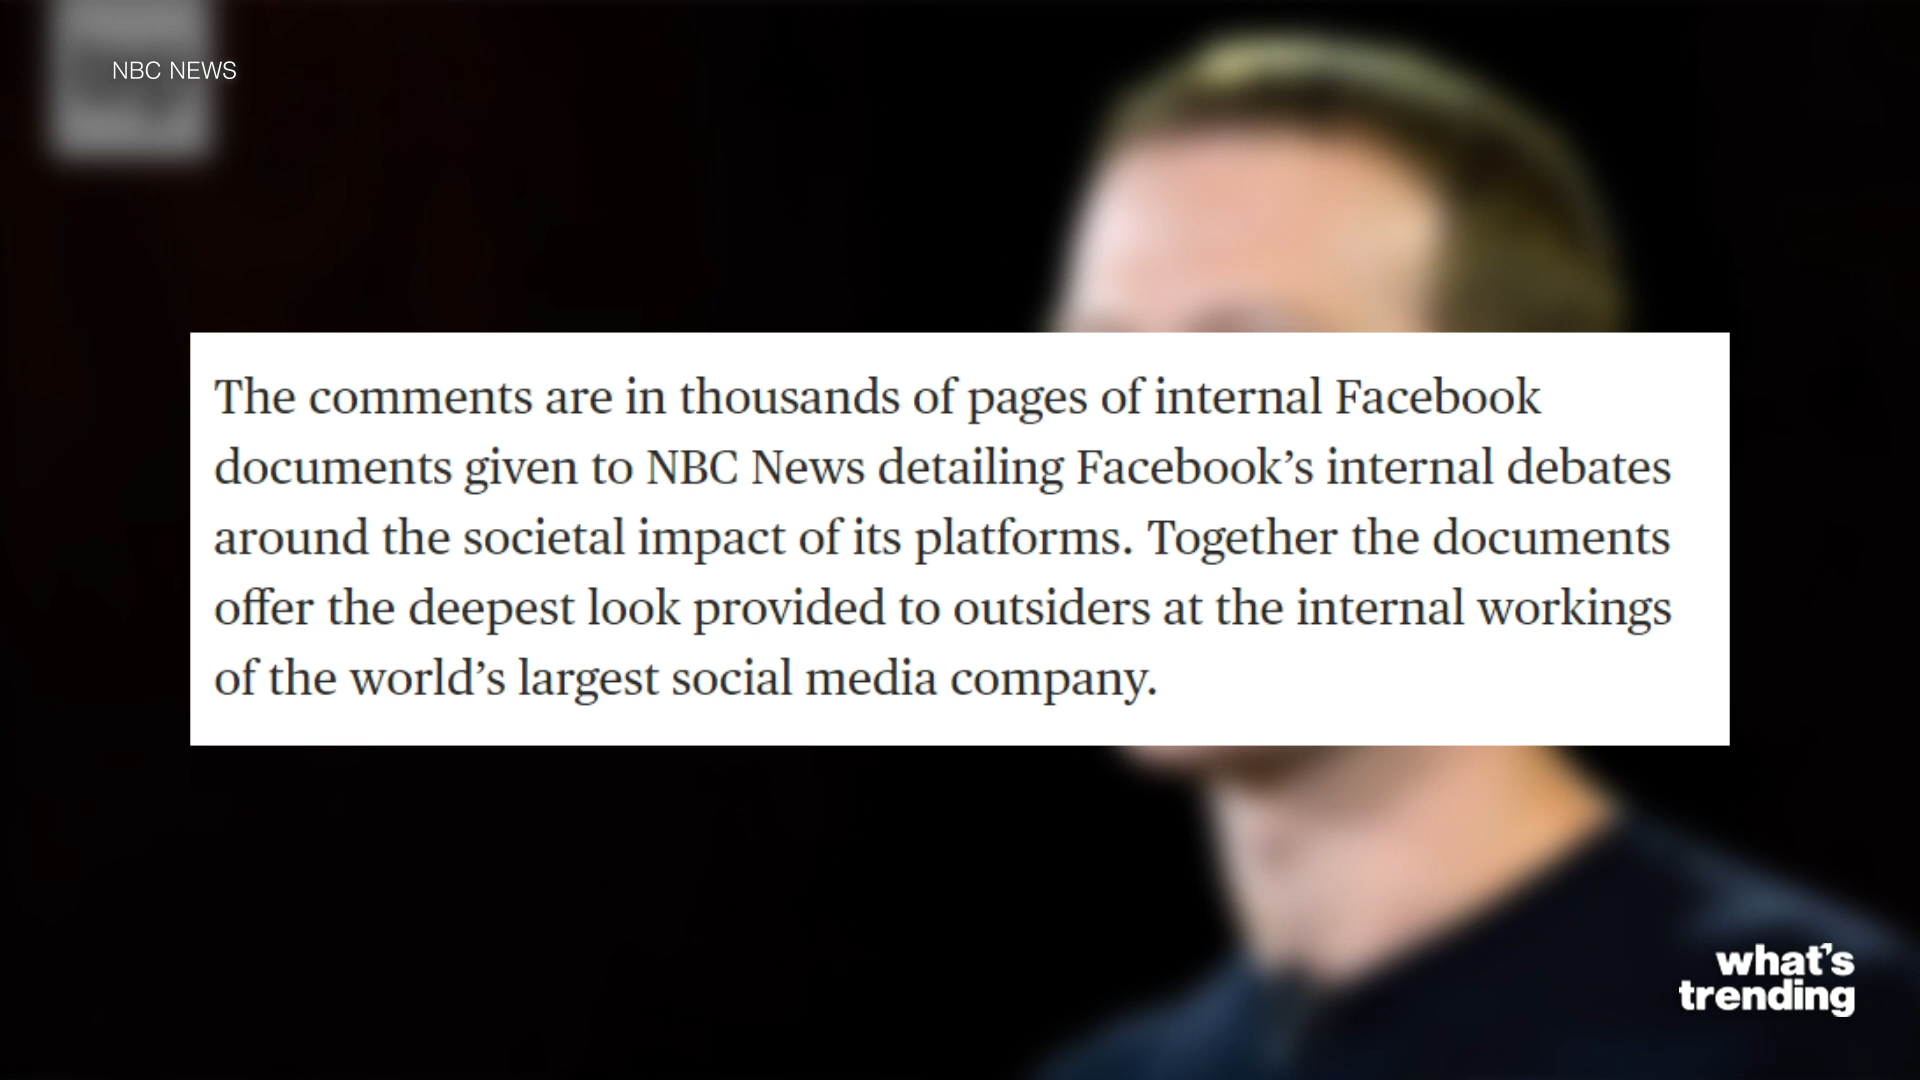 NBC NEWS
The comments are in thousands of pages of internal Facebook
documents given to NBC News detailing Facebook’s internal debates
around the societal impact of its platforms. Together the documents
offer the deepest look provided to outsiders at the internal workings
of the world’s largest social media company.
what’s
trending